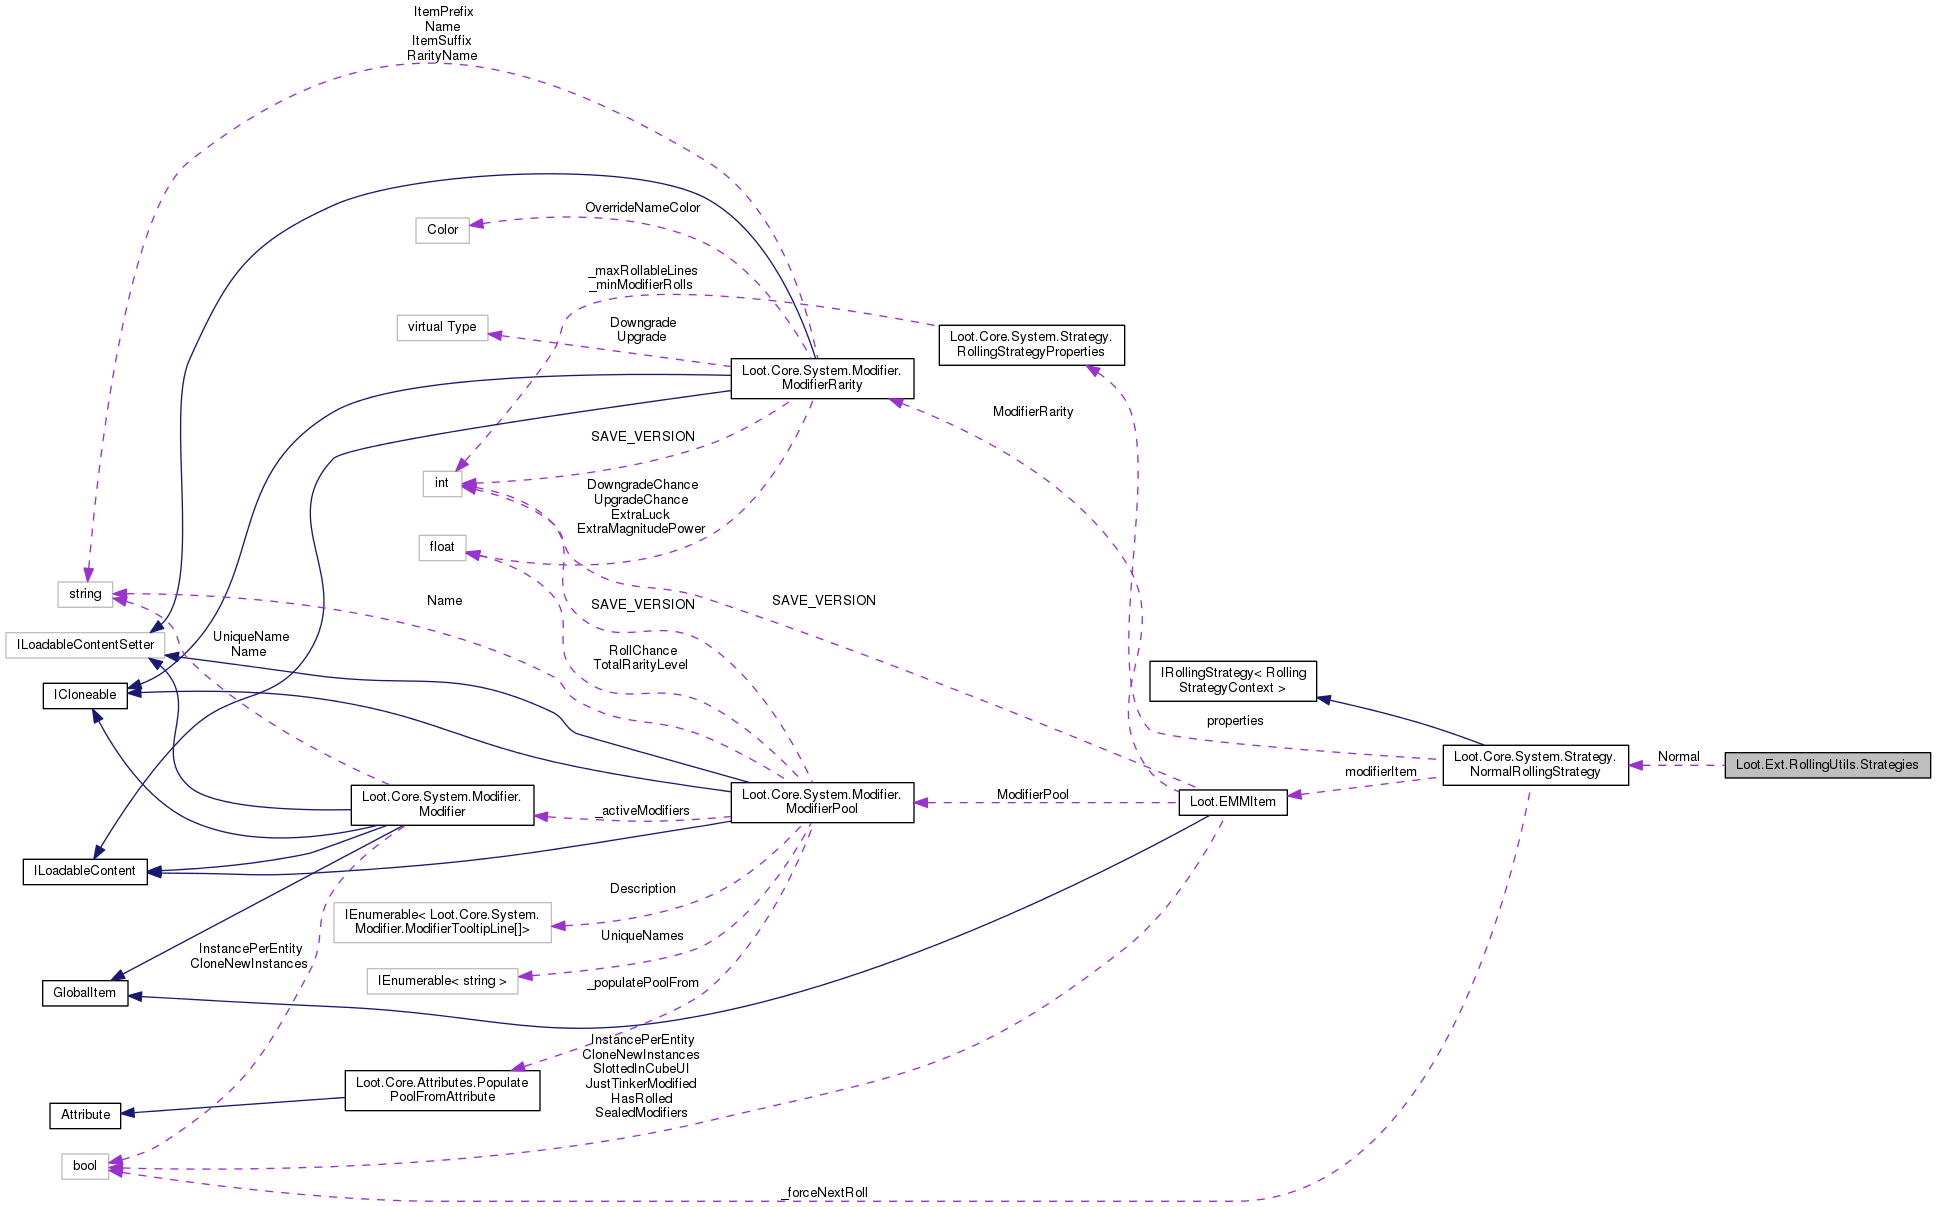 ItemPrefix
Name
ItemSuffix
RarityName
OverrideNameColor
Color
_maxRollableLines
_minModifierRolls
virtual Type
Downgrade
Upgrade
Loot.Core.System.Strategy.
RollingStrategyProperties
Loot.Core.System.Modifier.
ModifierRarity
ModifierRarity
SAVE_VERSION
int
DowngradeChance
UpgradeChance
ExtraLuck
ExtraMagnitudePower
float
string
Name
SAVE_VERSION
SAVE_VERSION
ILoadableContentSetter
UniqueName
Name
RollChance
TotalRarityLevel
IRollingStrategy< Rolling
StrategyContext >
ICloneable
properties
Loot.Core.System.Strategy.
NormalRollingStrategy
Normal
Loot.Ext.RollingUtils.Strategies
modifierItem
Loot.Core.System.Modifier.
Modifier
_activeModifiers
Loot.Core.System.Modifier.
ModifierPool
ModifierPool
Loot.EMMItem
ILoadableContent
Description
IEnumerable< Loot.Core.System.
Modifier.ModifierTooltipLine[]>
UniqueNames
InstancePerEntity
CloneNewInstances
IEnumerable< string >
_populatePoolFrom
GlobalItem
InstancePerEntity
CloneNewInstances
SlottedInCubeUI
JustTinkerModified
HasRolled
SealedModifiers
Loot.Core.Attributes.Populate
PoolFromAttribute
Attribute
bool
_forceNextRoll